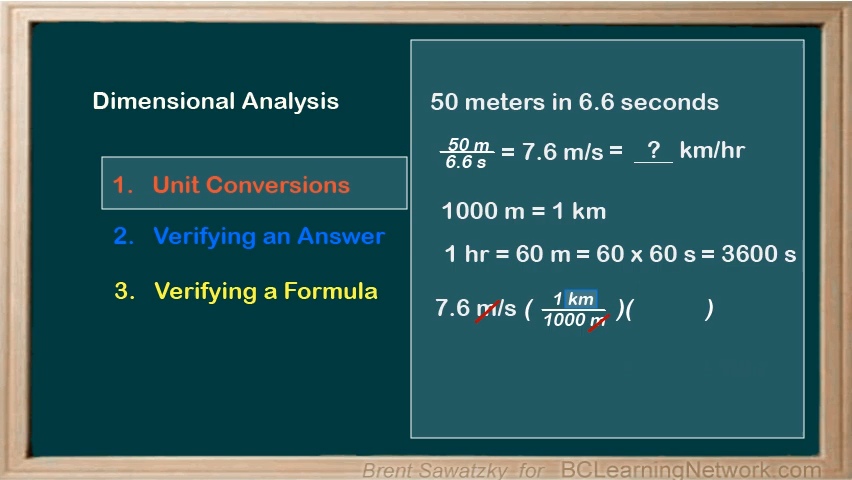 Dimensional Analysis
1. Unit Conversions
2. Verifying an Answer
3. Verifying a Formula
50 meters in 6.6 seconds
50 m / 6.6 s = 7.6 m/s = ? km/hr
1000 m = 1 km
1 hr = 60 m = 60 x 60 s = 3600 s
7.6 m/s ( 1 km / 1000 m )( )
Brent Sawatzky for BCLearningNetwork.com